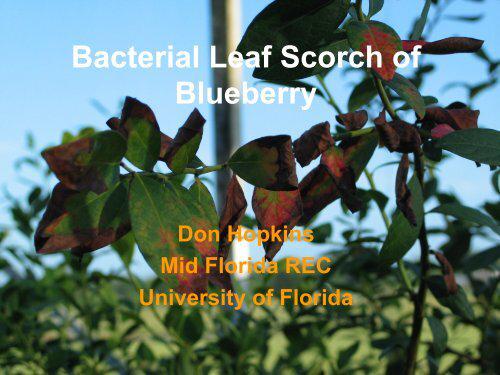 Bacterial Leaf Scorch of
Blueberry
Don Hopkins
Mid Florida REC
University of Florida